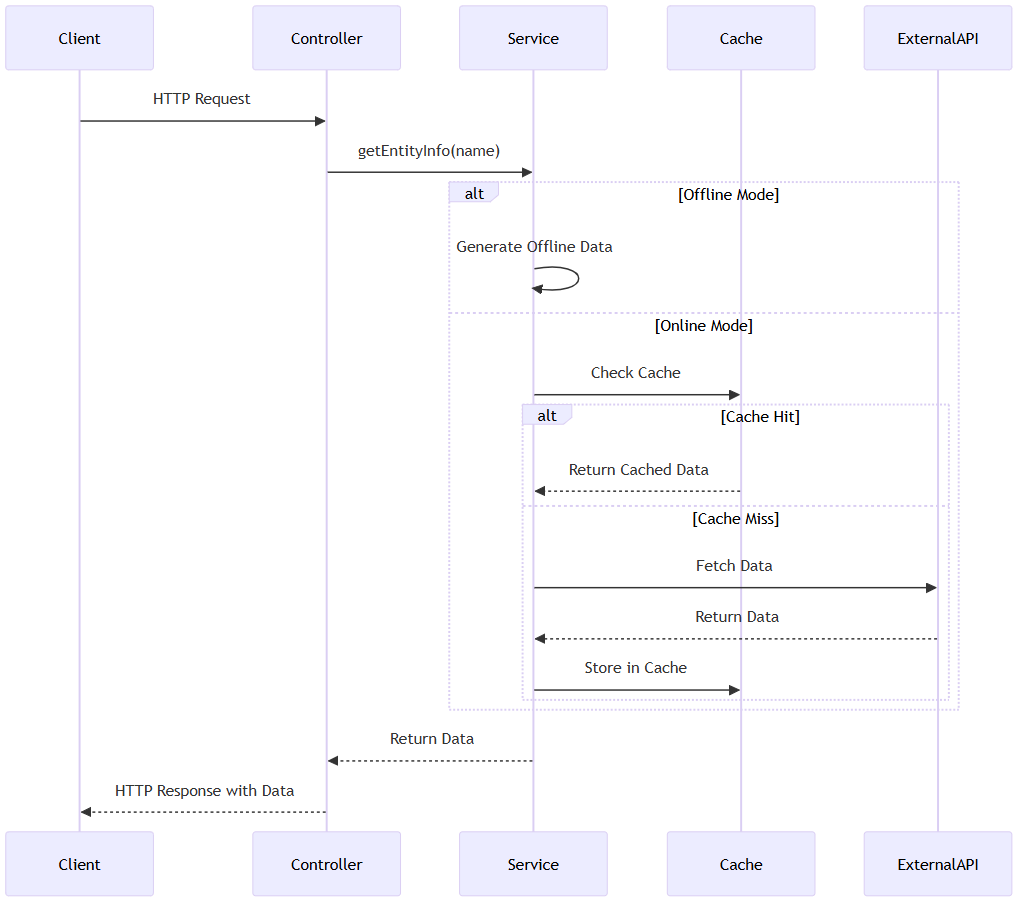 Client
Controller
Service
Cache
ExternalAPI
HTTP Request
getEntityInfo(name)
alt
[Offline Mode]
Generate Offline Data
[Online Mode]
Check Cache
alt
[Cache Hit]
Return Cached Data
[Cache Miss]
Fetch Data
Return Data
Store in Cache
Return Data
HTTP Response with Data
Client
Controller
Service
Cache
ExternalAPI